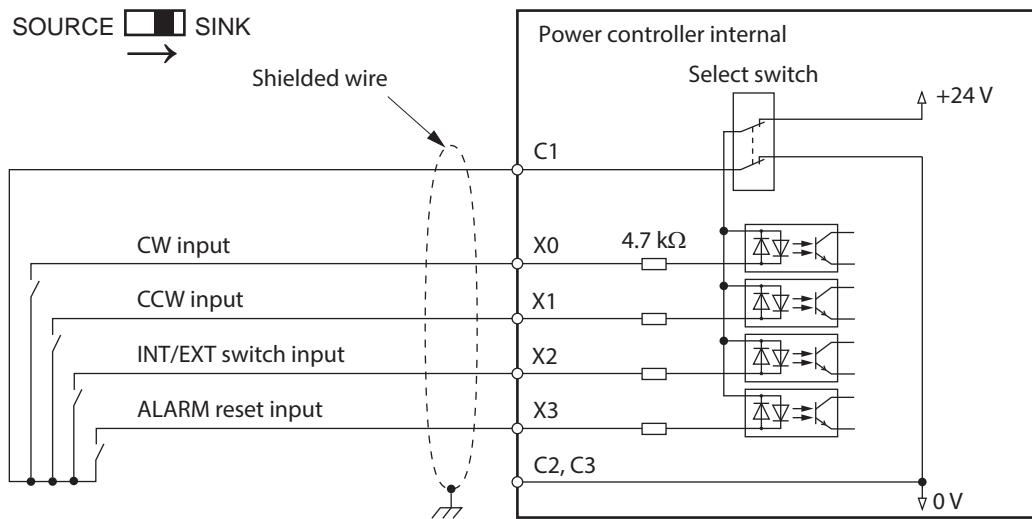 SOURCE SINK
Power controller internal
Select switch
Shielded wire
+24 V
C1
CW input
X0
4.7 kΩ
CCW input
X1
INT/EXT switch input
X2
ALARM reset input
X3
C2, C3
0 V